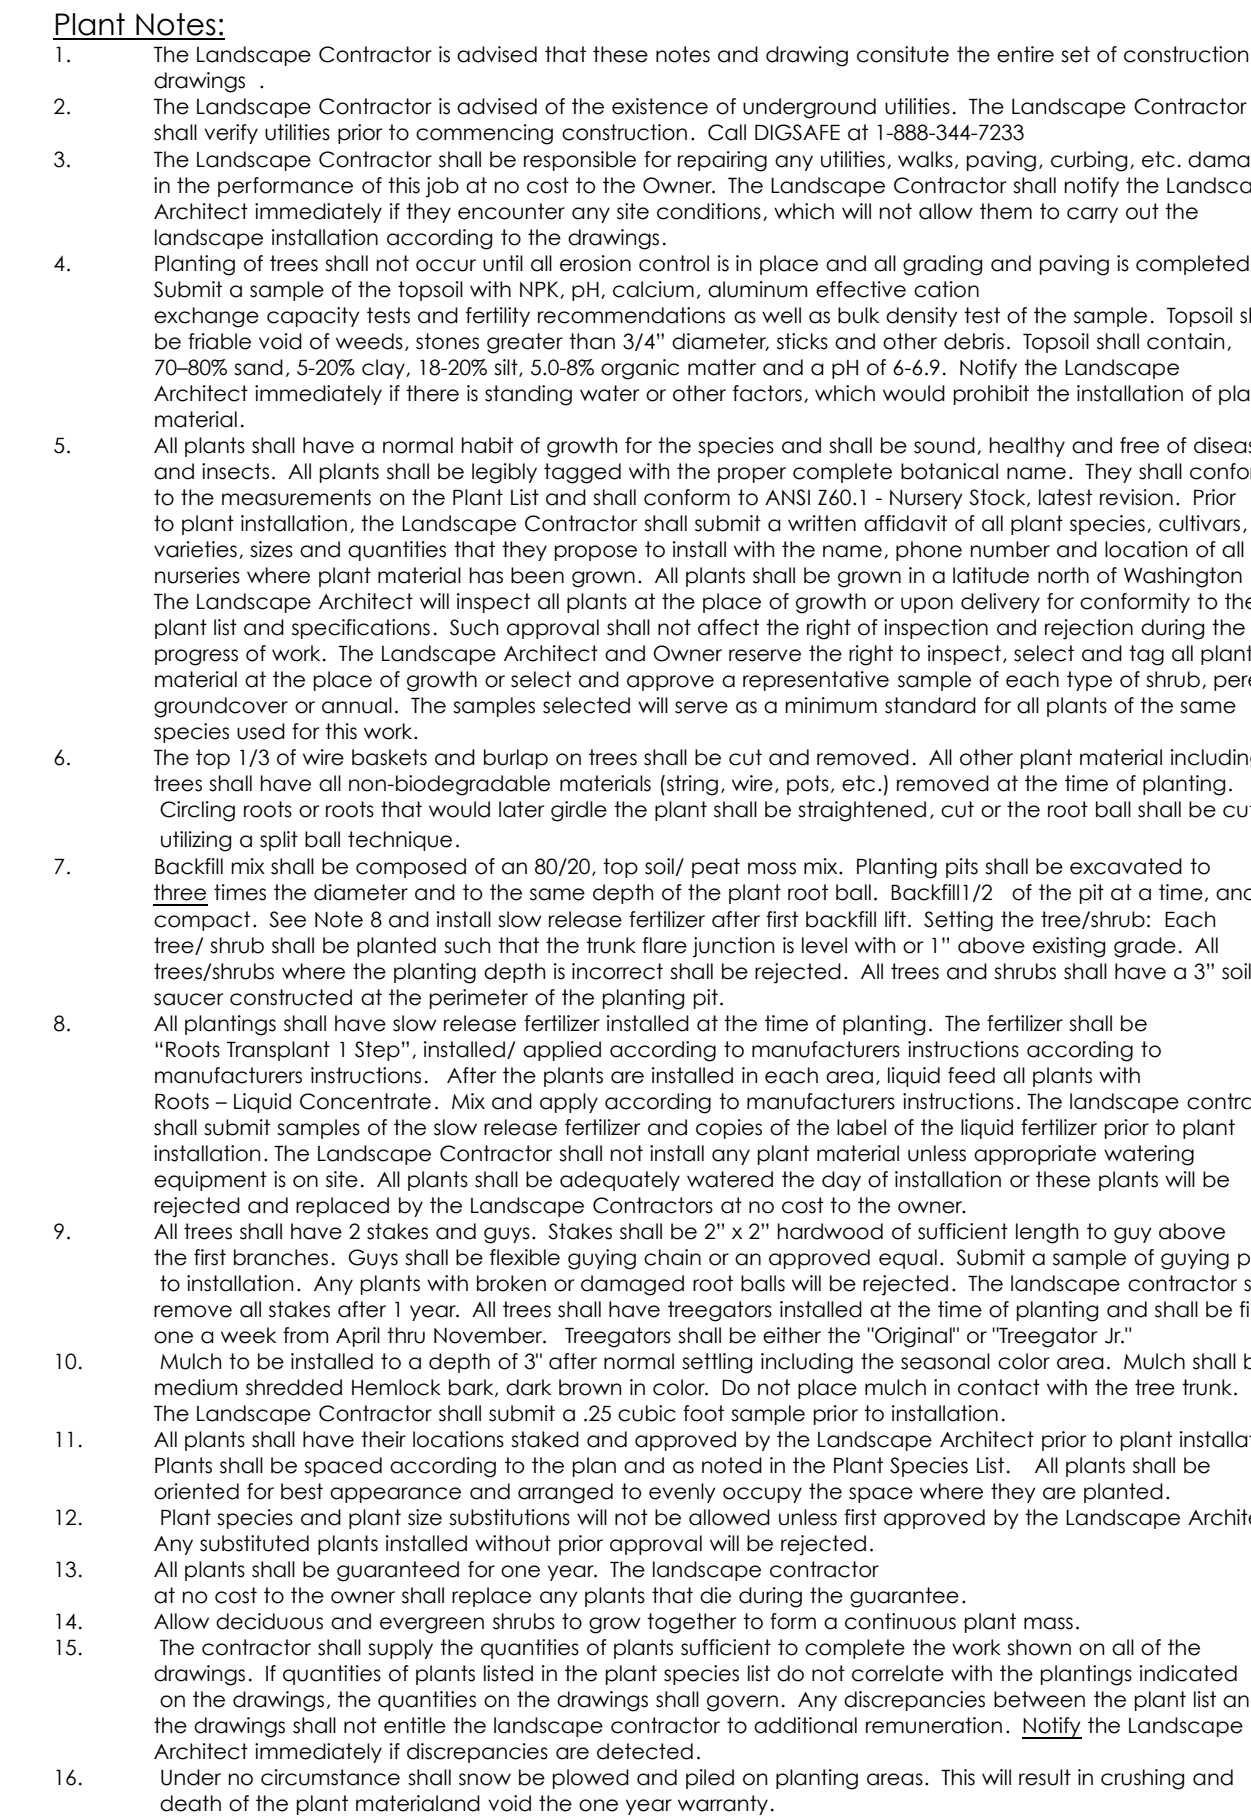 Plant Notes:
1. The Landscape Contractor is advised that these notes and drawing consitute the entire set of construction
drawings .
2. The Landscape Contractor is advised of the existence of underground utilities. The Landscape Contractor
shall verify utilities prior to commencing construction. Call DIGSAFE at 1-888-344-7233
3. The Landscape Contractor shall be responsible for repairing any utilities, walks, paving, curbing, etc. dama
in the performance of this job at no cost to the Owner. The Landscape Contractor shall notify the Landsca
Architect immediately if they encounter any site conditions, which will not allow them to carry out the
landscape installation according to the drawings.
4. Planting of trees shall not occur until all erosion control is in place and all grading and paving is completed
Submit a sample of the topsoil with NPK, pH, calcium, aluminum effective cation
exchange capacity tests and fertility recommendations as well as bulk density test of the sample. Topsoil sh
be friable void of weeds, stones greater than 3/4” diameter, sticks and other debris. Topsoil shall contain,
70–80% sand, 5-20% clay, 18-20% silt, 5.0-8% organic matter and a pH of 6-6.9. Notify the Landscape
Architect immediately if there is standing water or other factors, which would prohibit the installation of pla
material.
5. All plants shall have a normal habit of growth for the species and shall be sound, healthy and free of diseas
and insects. All plants shall be legibly tagged with the proper complete botanical name. They shall confor
to the measurements on the Plant List and shall conform to ANSI Z60.1 - Nursery Stock, latest revision. Prior
to plant installation, the Landscape Contractor shall submit a written affidavit of all plant species, cultivars,
varieties, sizes and quantities that they propose to install with the name, phone number and location of all
nurseries where plant material has been grown. All plants shall be grown in a latitude north of Washington
The Landscape Architect will inspect all plants at the place of growth or upon delivery for conformity to the
plant list and specifications. Such approval shall not affect the right of inspection and rejection during the
progress of work. The Landscape Architect and Owner reserve the right to inspect, select and tag all plant
material at the place of growth or select and approve a representative sample of each type of shrub, pere
groundcover or annual. The samples selected will serve as a minimum standard for all plants of the same
species used for this work.
6. The top 1/3 of wire baskets and burlap on trees shall be cut and removed. All other plant material including
trees shall have all non-biodegradable materials (string, wire, pots, etc.) removed at the time of planting.
Circling roots or roots that would later girdle the plant shall be straightened, cut or the root ball shall be cut
utilizing a split ball technique.
7. Backfill mix shall be composed of an 80/20, top soil/ peat moss mix. Planting pits shall be excavated to
three times the diameter and to the same depth of the plant root ball. Backfill1/2 of the pit at a time, and
compact. See Note 8 and install slow release fertilizer after first backfill lift. Setting the tree/shrub: Each
tree/ shrub shall be planted such that the trunk flare junction is level with or 1” above existing grade. All
trees/shrubs where the planting depth is incorrect shall be rejected. All trees and shrubs shall have a 3” soil
saucer constructed at the perimeter of the planting pit.
8. All plantings shall have slow release fertilizer installed at the time of planting. The fertilizer shall be
“Roots Transplant 1 Step”, installed/ applied according to manufacturers instructions according to
manufacturers instructions. After the plants are installed in each area, liquid feed all plants with
Roots – Liquid Concentrate. Mix and apply according to manufacturers instructions. The landscape contra
shall submit samples of the slow release fertilizer and copies of the label of the liquid fertilizer prior to plant
installation. The Landscape Contractor shall not install any plant material unless appropriate watering
equipment is on site. All plants shall be adequately watered the day of installation or these plants will be
rejected and replaced by the Landscape Contractors at no cost to the owner.
9. All trees shall have 2 stakes and guys. Stakes shall be 2” x 2” hardwood of sufficient length to guy above
the first branches. Guys shall be flexible guying chain or an approved equal. Submit a sample of guying p
to installation. Any plants with broken or damaged root balls will be rejected. The landscape contractor s
remove all stakes after 1 year. All trees shall have treegators installed at the time of planting and shall be fi
one a week from April thru November. Treegators shall be either the "Original" or "Treegator Jr."
10. Mulch to be installed to a depth of 3" after normal settling including the seasonal color area. Mulch shall b
medium shredded Hemlock bark, dark brown in color. Do not place mulch in contact with the tree trunk.
The Landscape Contractor shall submit a .25 cubic foot sample prior to installation.
11. All plants shall have their locations staked and approved by the Landscape Architect prior to plant installat
Plants shall be spaced according to the plan and as noted in the Plant Species List. All plants shall be
oriented for best appearance and arranged to evenly occupy the space where they are planted.
12. Plant species and plant size substitutions will not be allowed unless first approved by the Landscape Archite
Any substituted plants installed without prior approval will be rejected.
13. All plants shall be guaranteed for one year. The landscape contractor
at no cost to the owner shall replace any plants that die during the guarantee.
14. Allow deciduous and evergreen shrubs to grow together to form a continuous plant mass.
15. The contractor shall supply the quantities of plants sufficient to complete the work shown on all of the
drawings. If quantities of plants listed in the plant species list do not correlate with the plantings indicated
on the drawings, the quantities on the drawings shall govern. Any discrepancies between the plant list an
the drawings shall not entitle the landscape contractor to additional remuneration. Notify the Landscape
Architect immediately if discrepancies are detected.
16. Under no circumstance shall snow be plowed and piled on planting areas. This will result in crushing and
death of the plant materialand void the one year warranty.